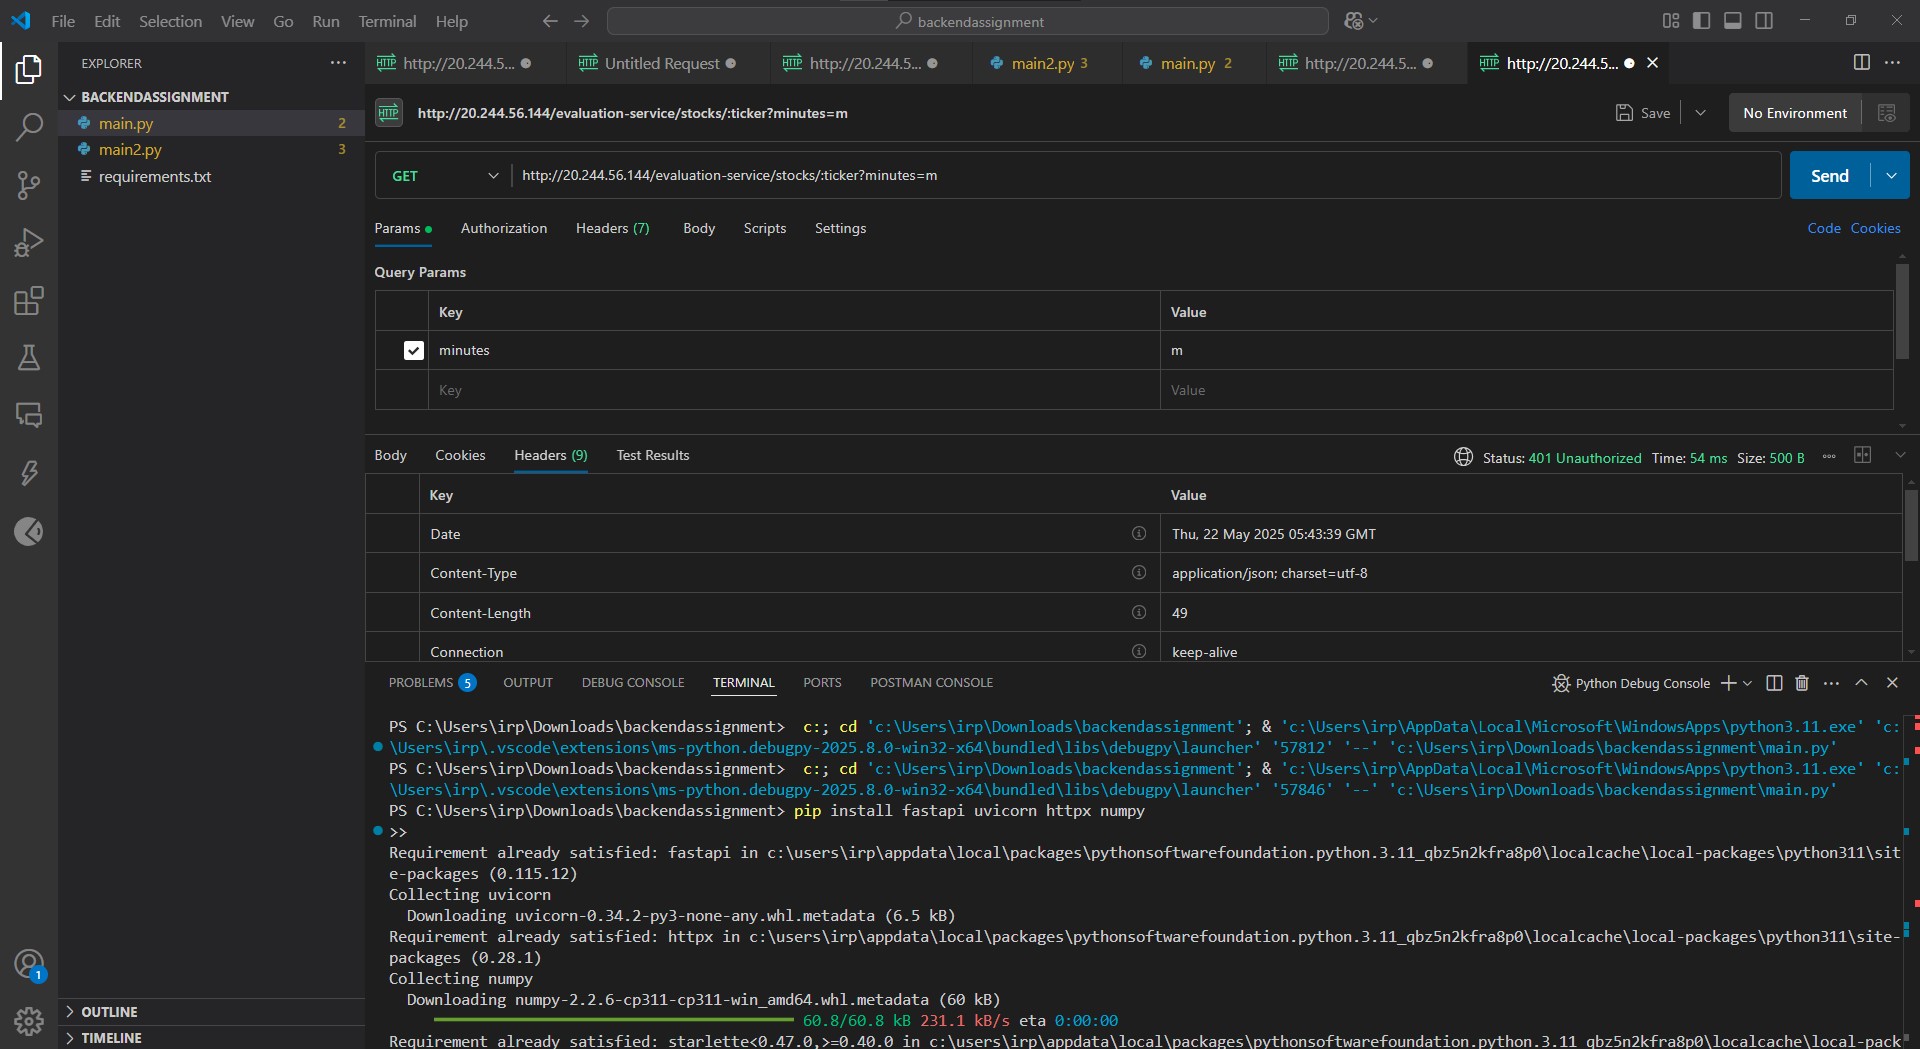 File Edit Selection View Go Run Terminal Help
backendassignment
EXPLORER
BACKENDASSIGNMENT
main.py 2
main2.py 3
requirements.txt
OUTLINE
TIMELINE
HTTP http://20.244.5...
HTTP Untitled Request
HTTP http://20.244.5...
main2.py 3
main.py 2
HTTP http://20.244.5...
HTTP http://20.244.5...
HTTP http://20.244.56.144/evaluation-service/stocks/:ticker?minutes=m
Save
No Environment
GET http://20.244.56.144/evaluation-service/stocks/:ticker?minutes=m
Send
Params Authorization Headers (7) Body Scripts Settings
Code Cookies
Query Params
Key Value
minutes m
Key Value
Body Cookies Headers (9) Test Results
Status: 401 Unauthorized Time: 54 ms Size: 500 B
Key Value
Date Thu, 22 May 2025 05:43:39 GMT
Content-Type application/json; charset=utf-8
Content-Length 49
Connection keep-alive
PROBLEMS 5 OUTPUT DEBUG CONSOLE TERMINAL PORTS POSTMAN CONSOLE
Python Debug Console
PS C:\Users\irp\Downloads\backendassignment>  c:; cd 'c:\Users\irp\Downloads\backendassignment'; & 'c:\Users\irp\AppData\Local\Microsoft\WindowsApps\python3.11.exe' 'c:
\Users\irp\.vscode\extensions\ms-python.debugpy-2025.8.0-win32-x64\bundled\libs\debugpy\launcher' '57812' '--' 'c:\Users\irp\Downloads\backendassignment\main.py'
PS C:\Users\irp\Downloads\backendassignment>  c:; cd 'c:\Users\irp\Downloads\backendassignment'; & 'c:\Users\irp\AppData\Local\Microsoft\WindowsApps\python3.11.exe' 'c:
\Users\irp\.vscode\extensions\ms-python.debugpy-2025.8.0-win32-x64\bundled\libs\debugpy\launcher' '57846' '--' 'c:\Users\irp\Downloads\backendassignment\main.py'
PS C:\Users\irp\Downloads\backendassignment> pip install fastapi uvicorn httpx numpy
>>
Requirement already satisfied: fastapi in c:\users\irp\appdata\local\packages\pythonsoftwarefoundation.python.3.11_qbz5n2kfra8p0\localcache\local-packages\python311\sit
e-packages (0.115.12)
Collecting uvicorn
Downloading uvicorn-0.34.2-py3-none-any.whl.metadata (6.5 kB)
Requirement already satisfied: httpx in c:\users\irp\appdata\local\packages\pythonsoftwarefoundation.python.3.11_qbz5n2kfra8p0\localcache\local-packages\python311\site-
packages (0.28.1)
Collecting numpy
Downloading numpy-2.2.6-cp311-cp311-win_amd64.whl.metadata (60 kB)
60.8/60.8 kB 231.1 kB/s eta 0:00:00
Requirement already satisfied: starlette<0.47.0,>=0.40.0 in c:\users\irp\appdata\local\packages\pythonsoftwarefoundation.python.3.11_qbz5n2kfra8p0\localcache\local-pack
1